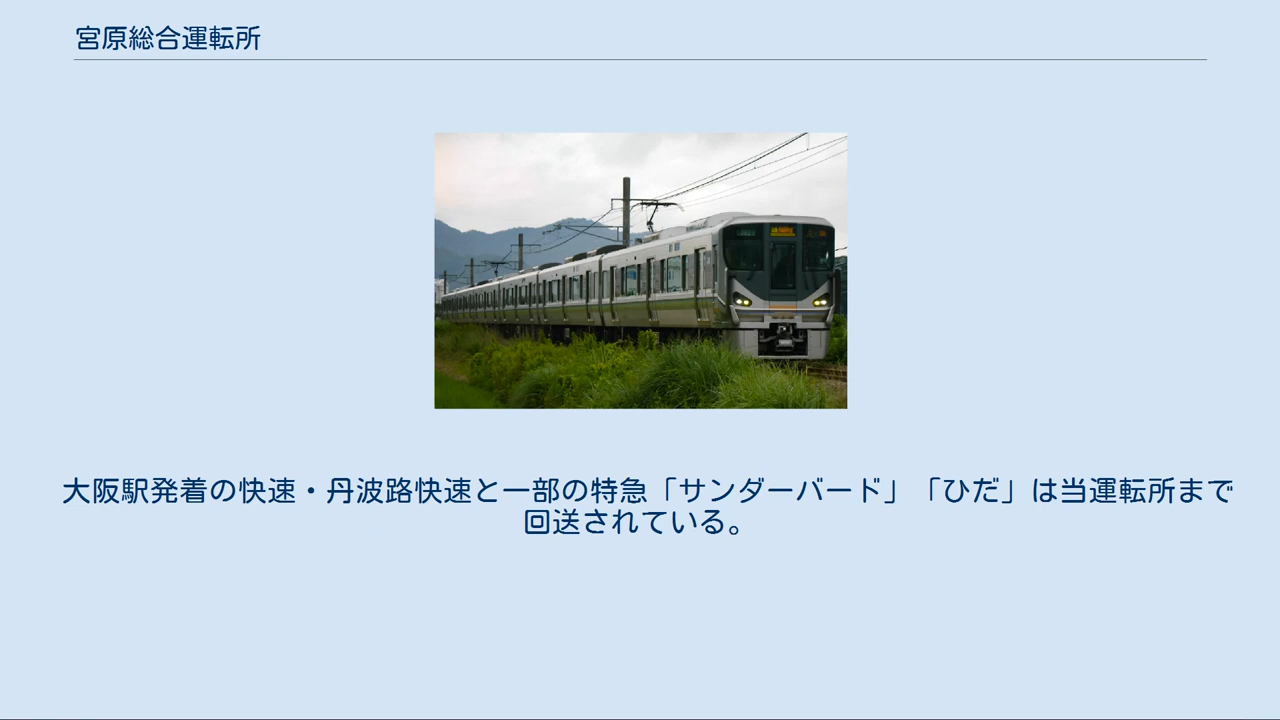 宮原総合運転所
大阪駅発着の快速・丹波路快速と一部の特急「サンダーバード」「ひだ」は当運転所まで
回送されている。